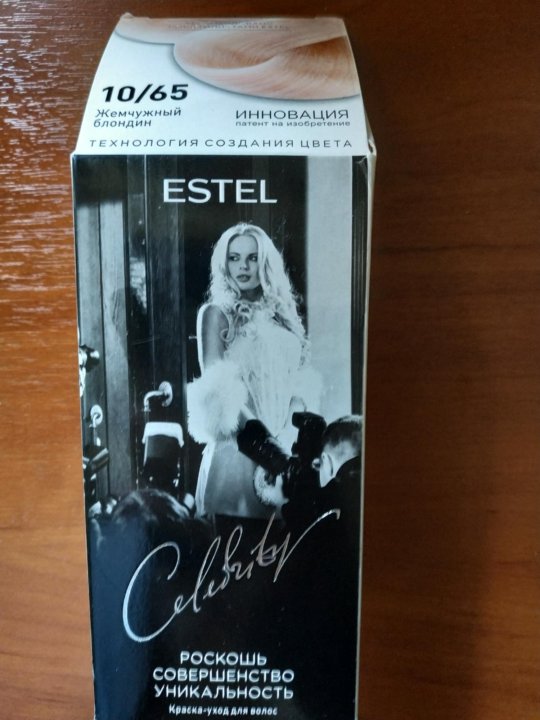 10/65
Жемчужный
блондин
ИННОВАЦИЯ
патент на изобретение
ТЕХНОЛОГИЯ СОЗДАНИЯ ЦВЕТА
ESTEL
Celebrity
РОСКОШЬ
СОВЕРШЕНСТВО
УНИКАЛЬНОСТЬ
Краска-уход для волос